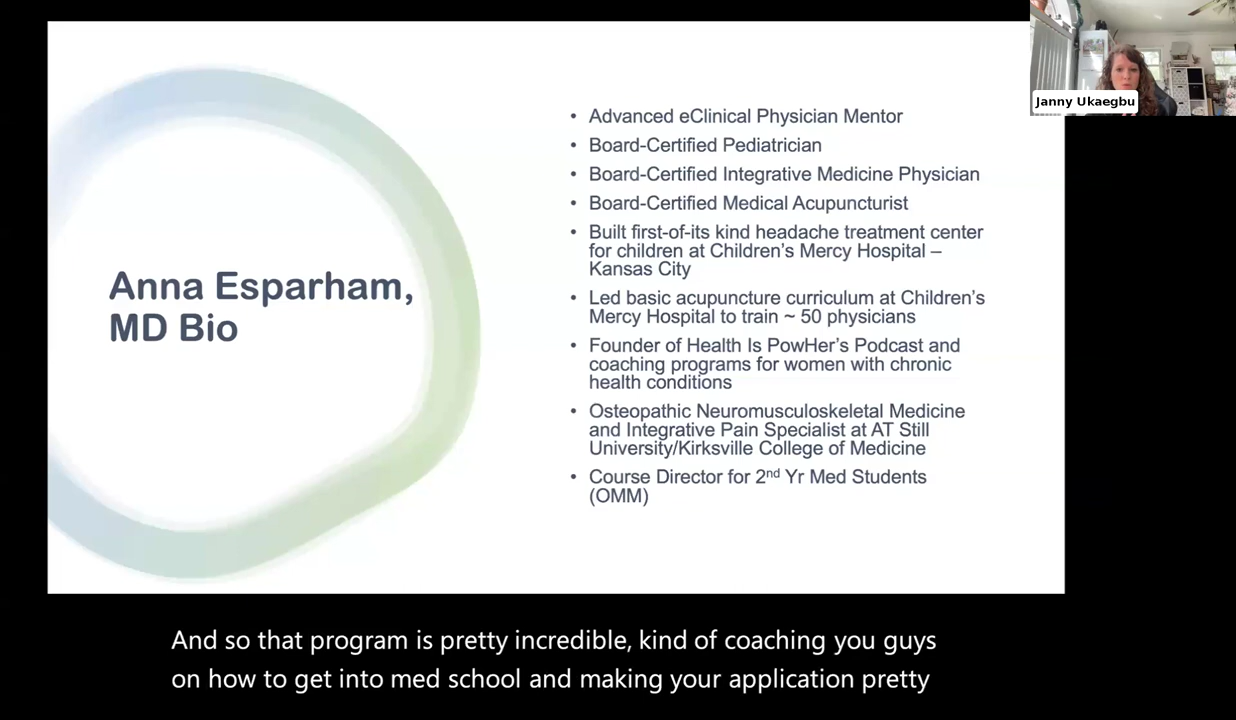 Janny Ukaegbu
Anna Esparham,
MD Bio
• Advanced eClinical Physician Mentor
• Board-Certified Pediatrician
• Board-Certified Integrative Medicine Physician
• Board-Certified Medical Acupuncturist
• Built first-of-its kind headache treatment center
for children at Children's Mercy Hospital –
Kansas City
• Led basic acupuncture curriculum at Children's
Mercy Hospital to train ~ 50 physicians
• Founder of Health Is PowHer's Podcast and
coaching programs for women with chronic
health conditions
• Osteopathic Neuromusculoskeletal Medicine
and Integrative Pain Specialist at AT Still
University/Kirksville College of Medicine
• Course Director for 2nd Yr Med Students
(OMM)
And so that program is pretty incredible, kind of coaching you guys
on how to get into med school and making your application pretty